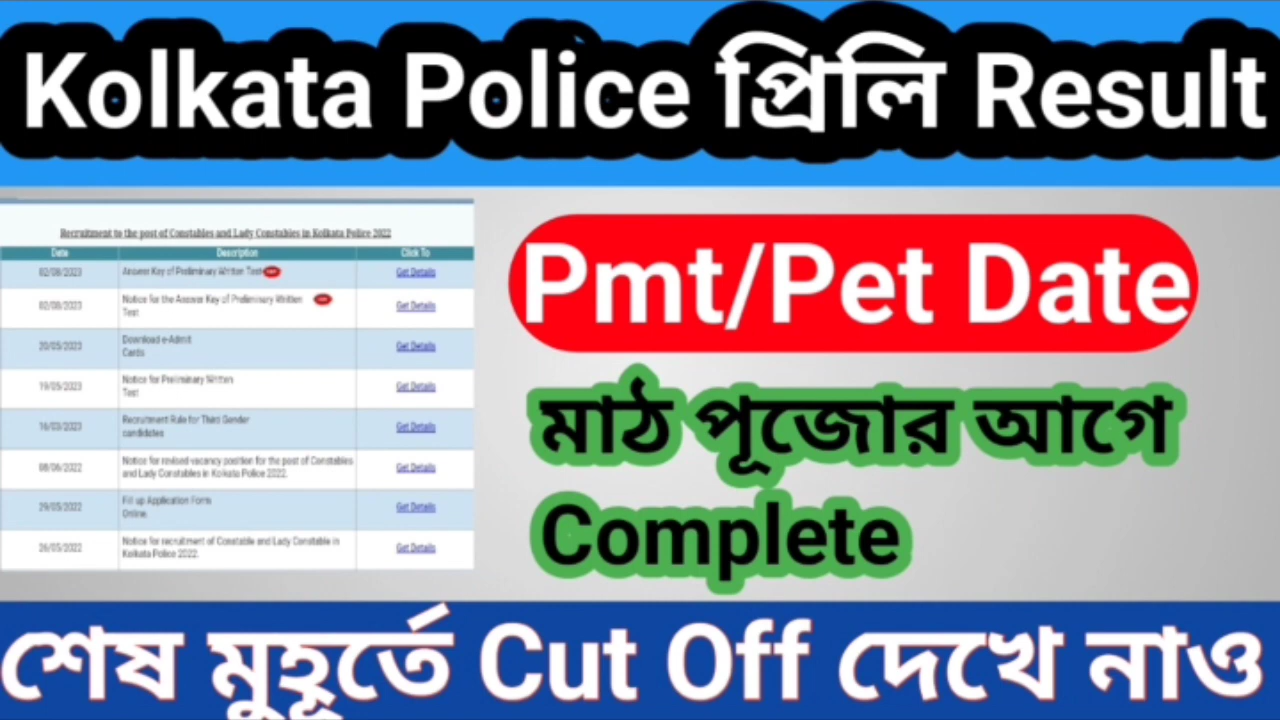 Kolkata Police প্রিলি Result
Recruitment to the post of Constables and Lady Constables in Kolkata Police 2022
Date Description Click To
02/08/2023 Answer Key of Preliminary Written Test Get Details
02/08/2023 Notice for the Answer Key of Preliminary Written
Test Get Details
20/05/2023 Download e-Admit
Cards Get Details
19/05/2023 Notice for Preliminary Written
Test Get Details
16/03/2023 Recruitment Rule for Third Gender
candidates Get Details
08/06/2022 Notice for revised vacancy position for the post of Constables
and Lady Constables in Kolkata Police 2022. Get Details
29/05/2022 Fill up Application Form
Online. Get Details
26/05/2022 Notice for recruitment of Constable and Lady Constable in
Kolkata Police 2022. Get Details
Pmt/Pet Date
মাঠ পূজোর আগে
Complete
শেষ মুহূর্তে Cut Off দেখে নাও